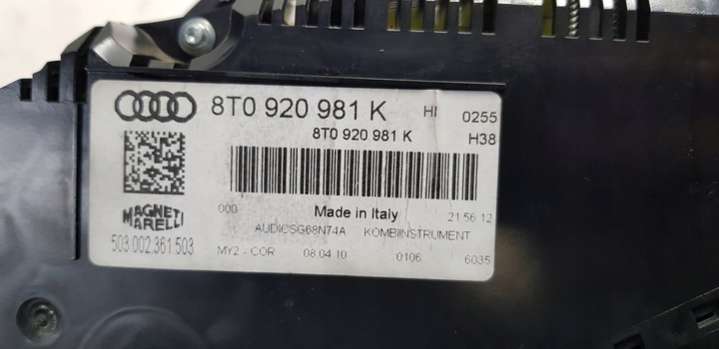 8T0 920 981 K HI 0255
8T0 920 981 K H38
000 Made in Italy 21 56 12
MAGNETI MARELLI
AUDICSG68N74A KOMBIINSTRUMENT
503.002.361.503 MY2 - COR 08.04.10 0106 6035